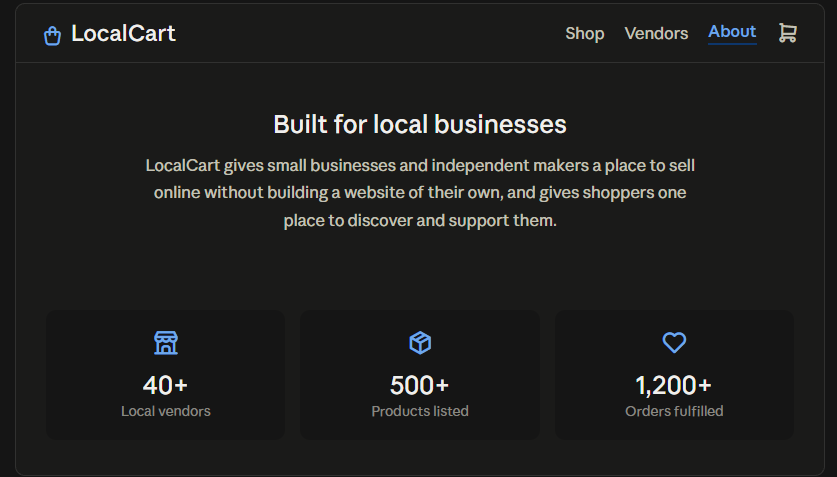 LocalCart
Shop Vendors About
Built for local businesses
LocalCart gives small businesses and independent makers a place to sell
online without building a website of their own, and gives shoppers one
place to discover and support them.
40+
Local vendors
500+
Products listed
1,200+
Orders fulfilled